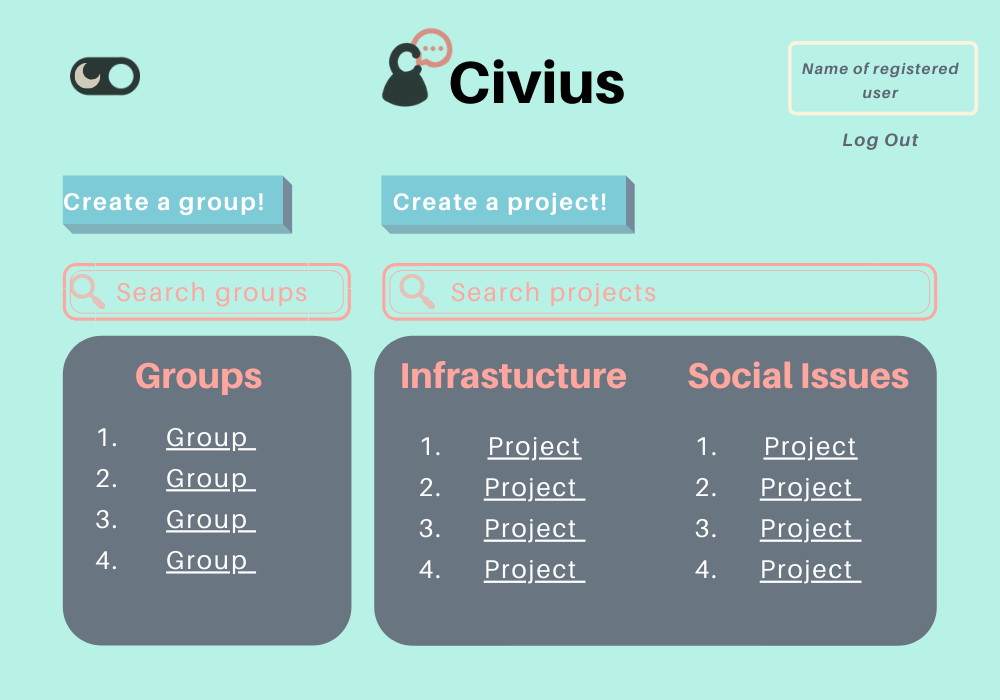 Civius
Name of registered
user
Log Out
Create a group!
Create a project!
Search groups
Search projects
Groups
1. Group
2. Group
3. Group
4. Group
Infrastucture
1. Project
2. Project
3. Project
4. Project
Social Issues
1. Project
2. Project
3. Project
4. Project